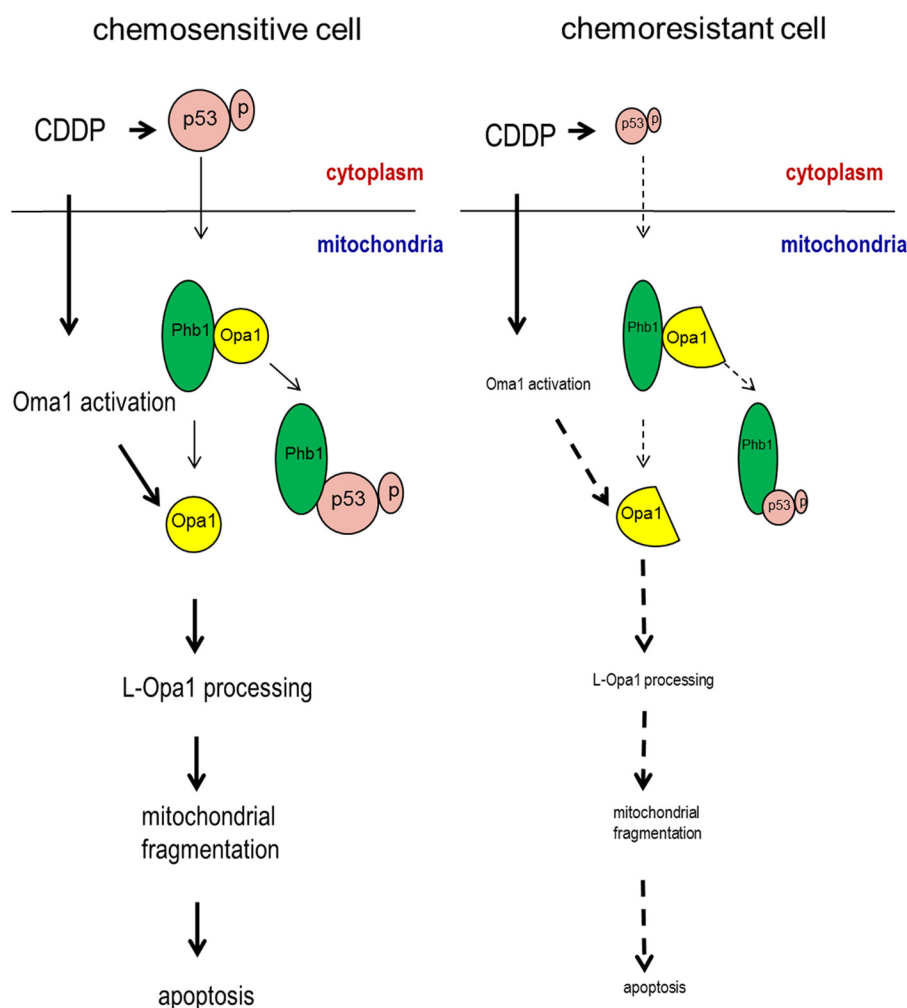 chemosensitive cell
CDDP
p53
p
cytoplasm
mitochondria
Phb1
Opa1
Oma1 activation
Phb1
p53
p
Opa1
L-Opa1 processing
mitochondrial
fragmentation
apoptosis
chemoresistant cell
CDDP
p53
p
cytoplasm
mitochondria
Phb1
Opa1
Oma1 activation
Phb1
p53
p
Opa1
L-Opa1 processing
mitochondrial
fragmentation
apoptosis